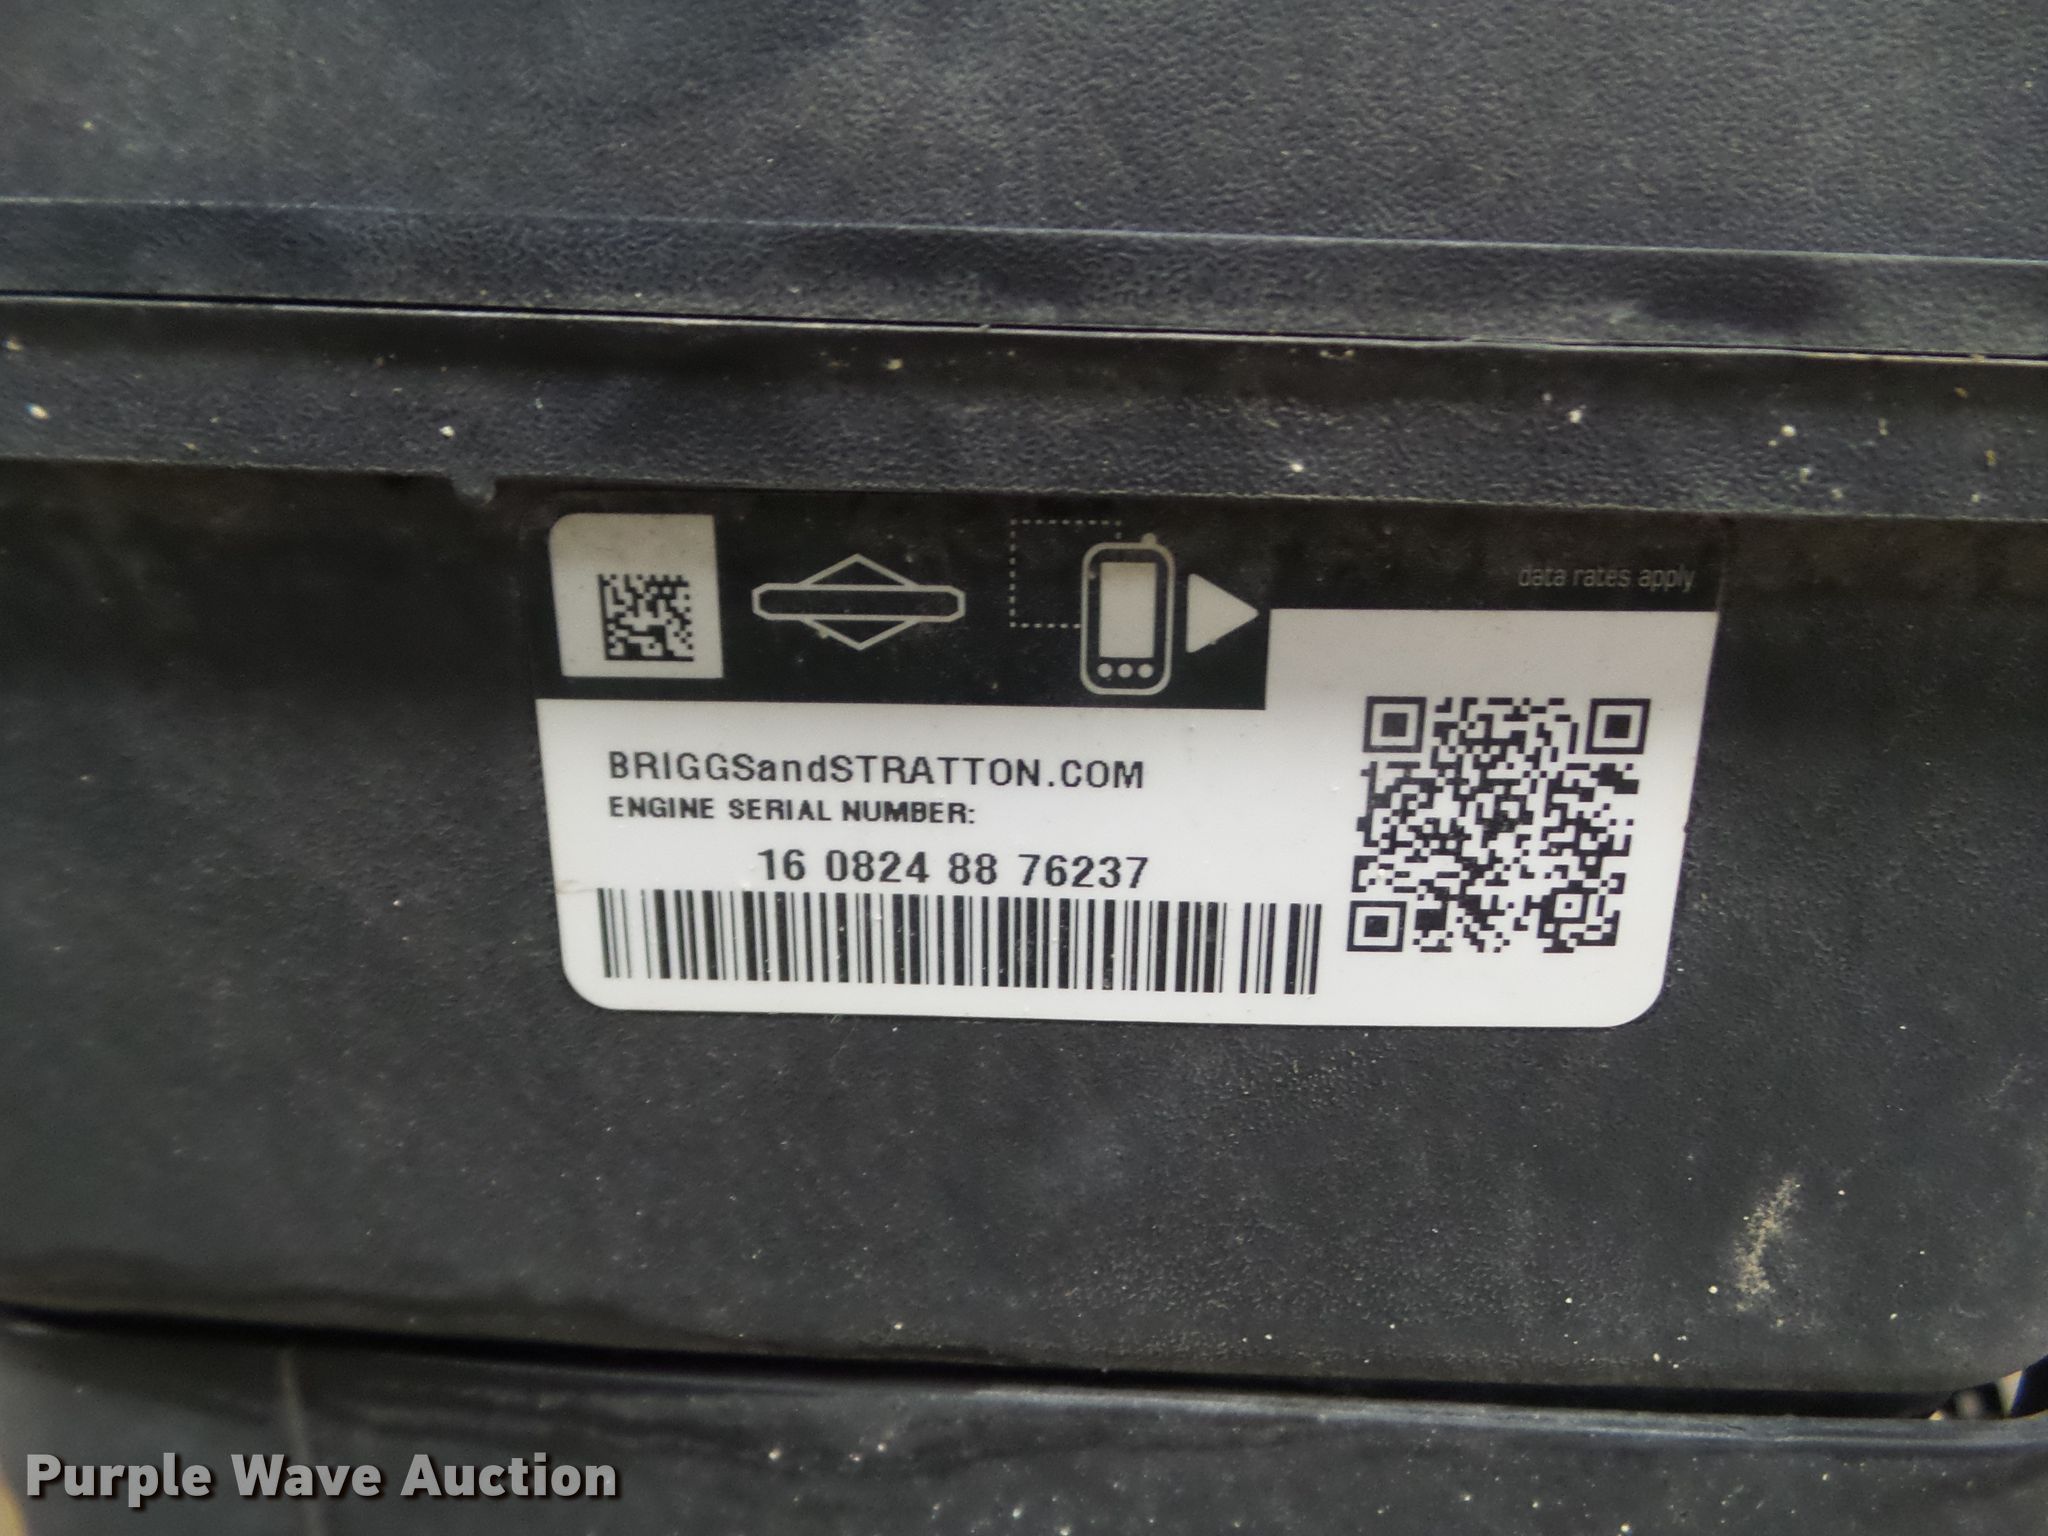 data rates apply
BRIGGSandSTRATTON.COM
ENGINE SERIAL NUMBER:
16 0824 88 76237
Purple Wave Auction